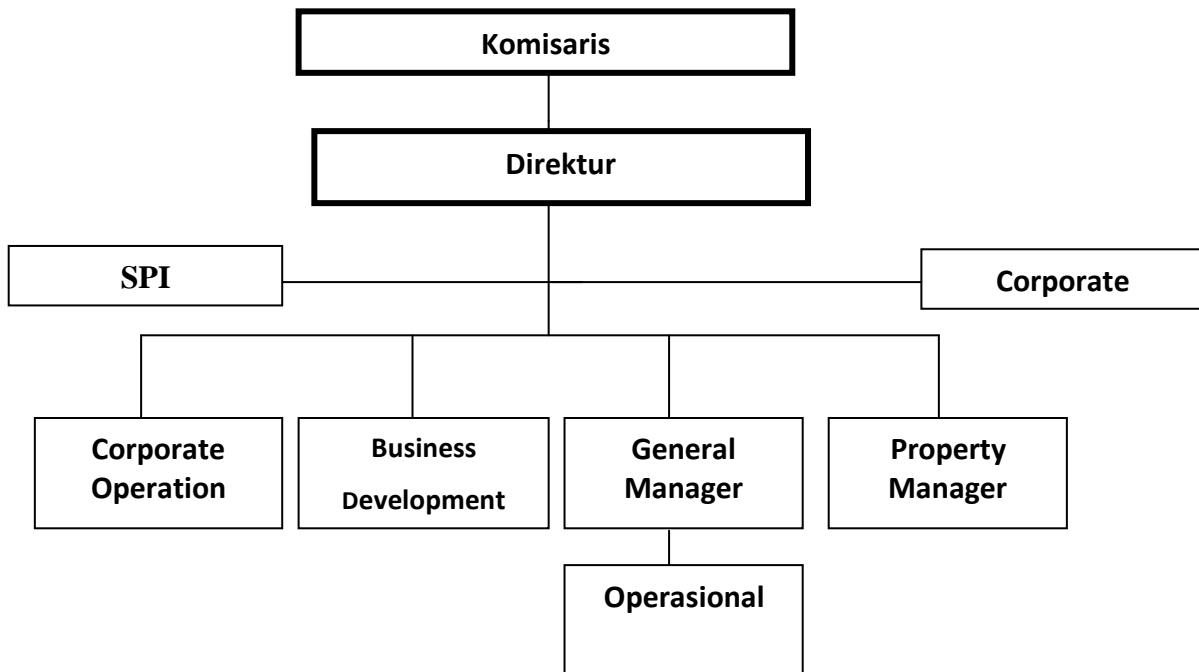 Komisaris
Direktur
SPI
Corporate
Corporate
Operation
Business
Development
General
Manager
Property
Manager
Operasional